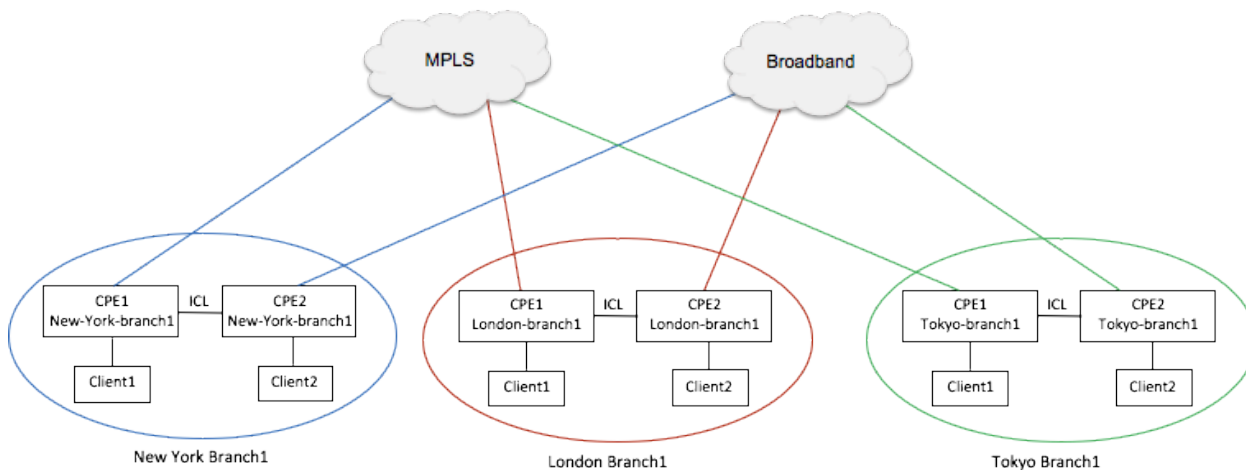 MPLS
Broadband
CPE1
New-York-branch1
ICL
CPE2
New-York-branch1
Client1
Client2
New York Branch1
CPE1
London-branch1
ICL
CPE2
London-branch1
Client1
Client2
London Branch1
CPE1
Tokyo-branch1
ICL
CPE2
Tokyo-branch1
Client1
Client2
Tokyo Branch1